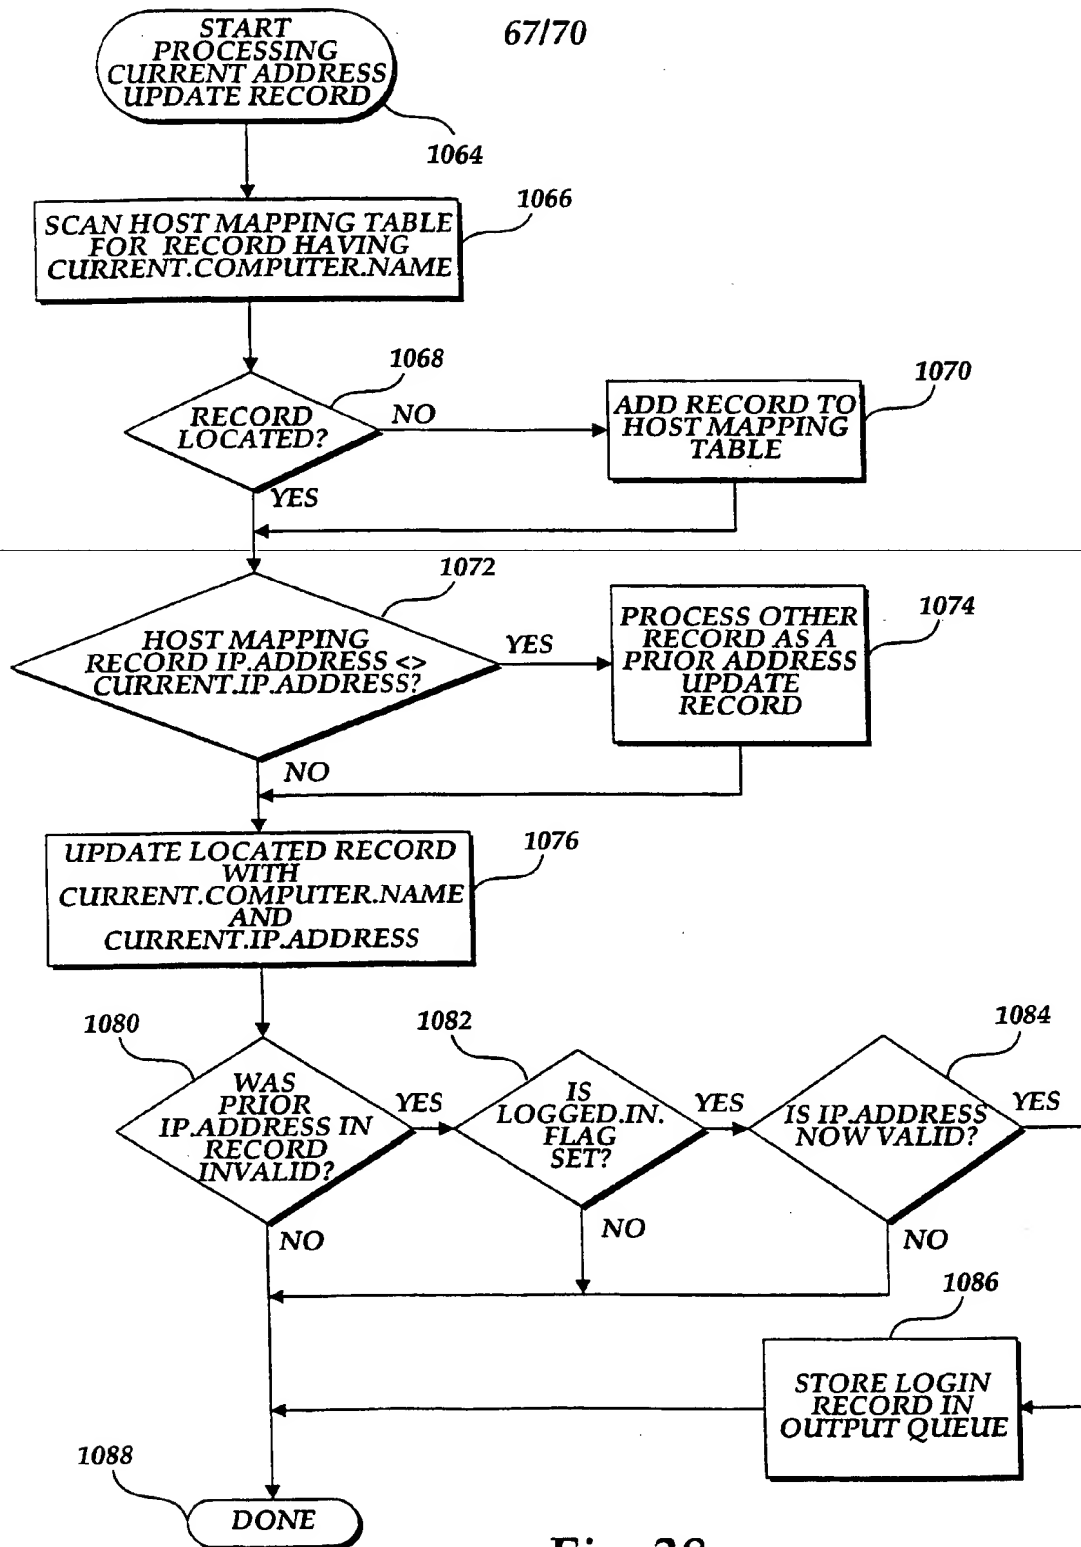 67/70
START
PROCESSING
CURRENT ADDRESS
UPDATE RECORD
1064
1066
SCAN HOST MAPPING TABLE
FOR RECORD HAVING
CURRENT.COMPUTER.NAME
1068
RECORD
LOCATED?
NO
YES
1070
ADD RECORD TO
HOST MAPPING
TABLE
1072
HOST MAPPING
RECORD IP.ADDRESS <>
CURRENT.IP.ADDRESS?
YES
NO
1074
PROCESS OTHER
RECORD AS A
PRIOR ADDRESS
UPDATE
RECORD
1076
UPDATE LOCATED RECORD
WITH
CURRENT.COMPUTER.NAME
AND
CURRENT.IP.ADDRESS
1080
WAS
PRIOR
IP.ADDRESS IN
RECORD
INVALID?
YES
NO
1082
IS
LOGGED.IN.
FLAG
SET?
YES
NO
1084
IS IP.ADDRESS
NOW VALID?
YES
NO
1086
STORE LOGIN
RECORD IN
OUTPUT QUEUE
1088
DONE